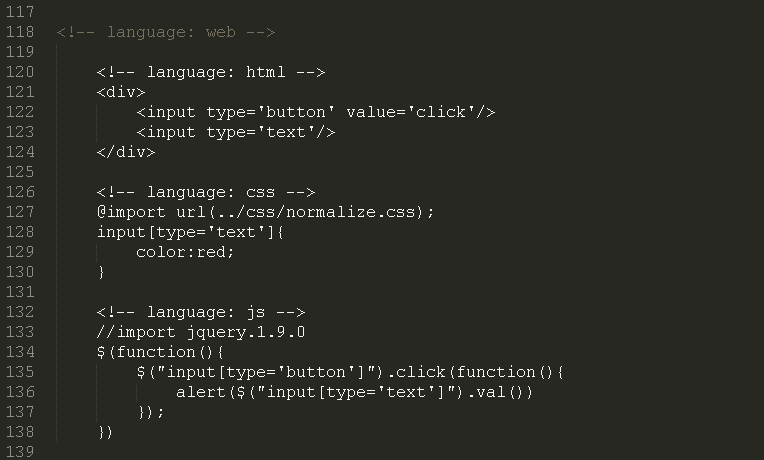 117
118 <!-- language: web -->
119
120 <!-- language: html -->
121 <div>
122 <input type='button' value='click'/>
123 <input type='text'/>
124 </div>
125
126 <!-- language: css -->
127 @import url(../css/normalize.css);
128 input[type='text']{
129 color:red;
130 }
131
132 <!-- language: js -->
133 //import jquery.1.9.0
134 $(function(){
135 $("input[type='button']").click(function(){
136 alert($("input[type='text']").val())
137 });
138 })
139